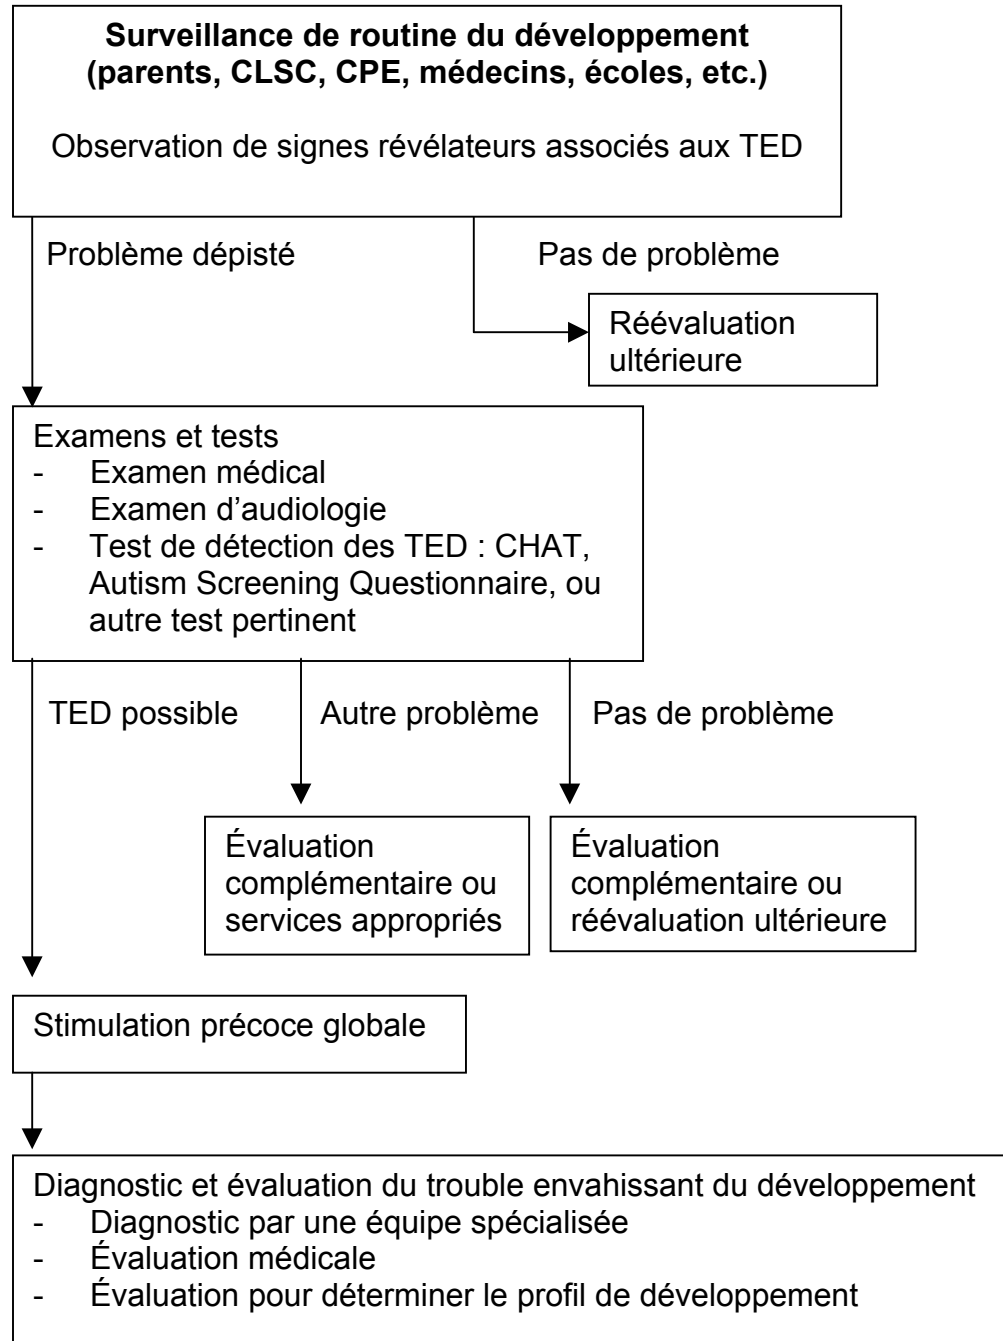 Surveillance de routine du développement
(parents, CLSC, CPE, médecins, écoles, etc.)
Observation de signes révélateurs associés aux TED
Problème dépisté
Pas de problème
Réévaluation
ultérieure
Examens et tests
- Examen médical
- Examen d’audiologie
- Test de détection des TED : CHAT,
Autism Screening Questionnaire, ou
autre test pertinent
TED possible
Autre problème
Pas de problème
Évaluation
complémentaire ou
services appropriés
Évaluation
complémentaire ou
réévaluation ultérieure
Stimulation précoce globale
Diagnostic et évaluation du trouble envahissant du développement
- Diagnostic par une équipe spécialisée
- Évaluation médicale
- Évaluation pour déterminer le profil de développement